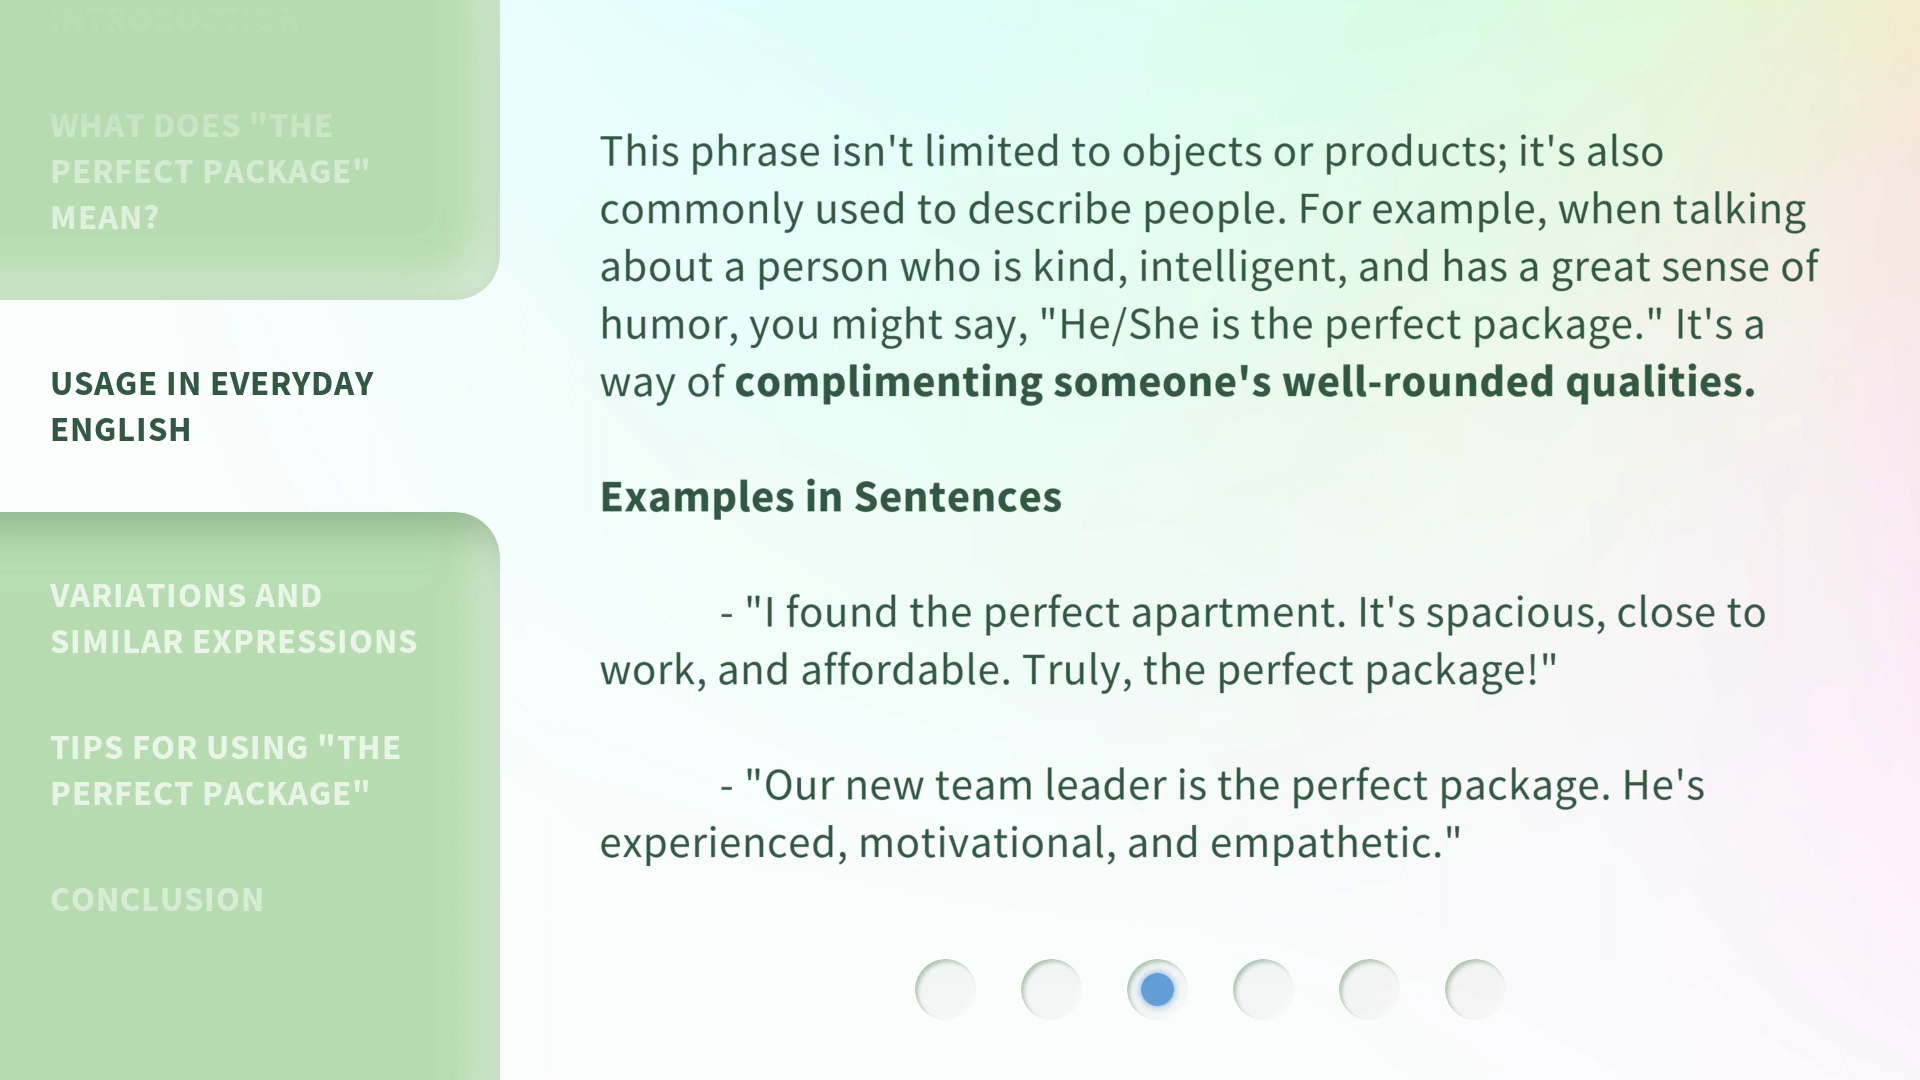 INTRODUCTION
WHAT DOES "THE
PERFECT PACKAGE"
MEAN?
USAGE IN EVERYDAY
ENGLISH
VARIATIONS AND
SIMILAR EXPRESSIONS
TIPS FOR USING "THE
PERFECT PACKAGE"
CONCLUSION
This phrase isn't limited to objects or products; it's also
commonly used to describe people. For example, when talking
about a person who is kind, intelligent, and has a great sense of
humor, you might say, "He/She is the perfect package." It's a
way of complimenting someone's well-rounded qualities.
Examples in Sentences
- "I found the perfect apartment. It's spacious, close to
work, and affordable. Truly, the perfect package!"
- "Our new team leader is the perfect package. He's
experienced, motivational, and empathetic."